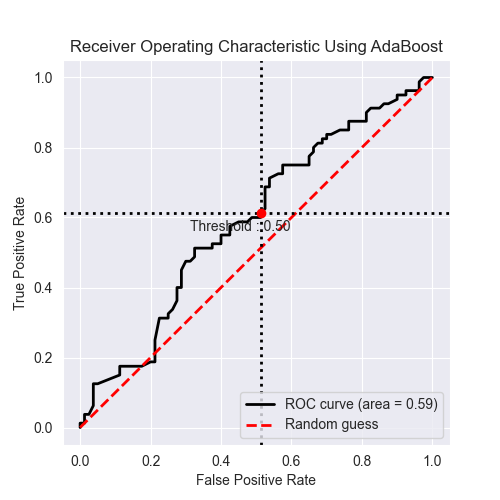 Receiver Operating Characteristic Using AdaBoost
1.0
0.8
0.6
0.4
0.2
0.0
True Positive Rate
Threshold : 0.50
ROC curve (area = 0.59)
Random guess
0.0 0.2 0.4 0.6 0.8 1.0
False Positive Rate